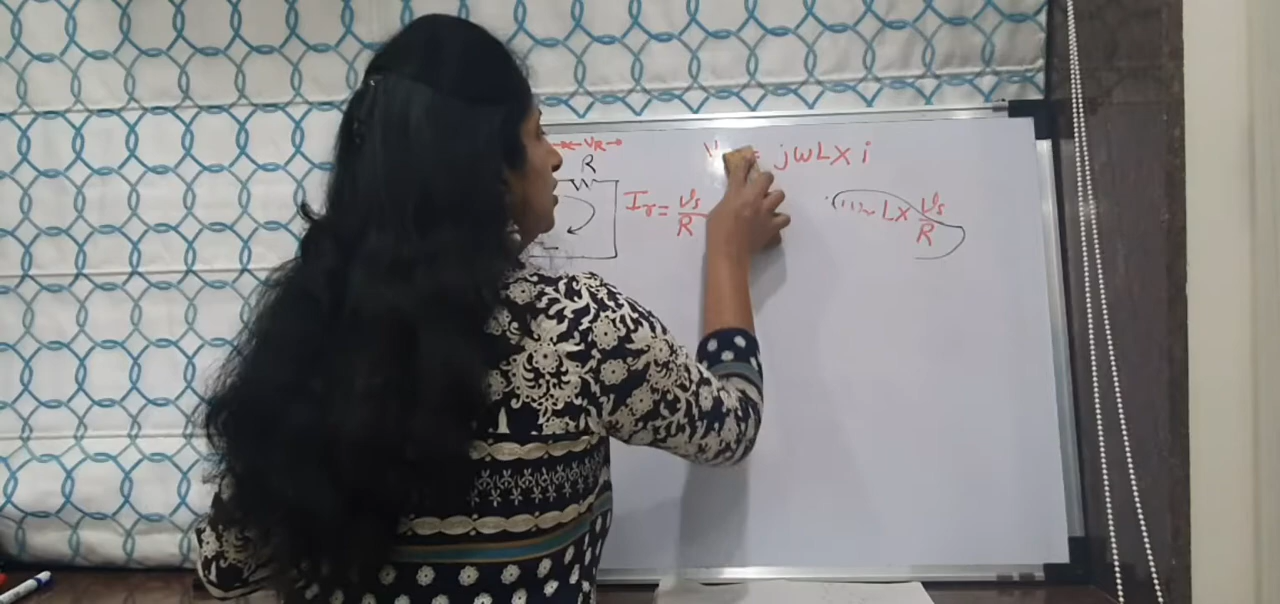 VR
R
V = jωL X i
Ir = Vs/R
L X Vs/R